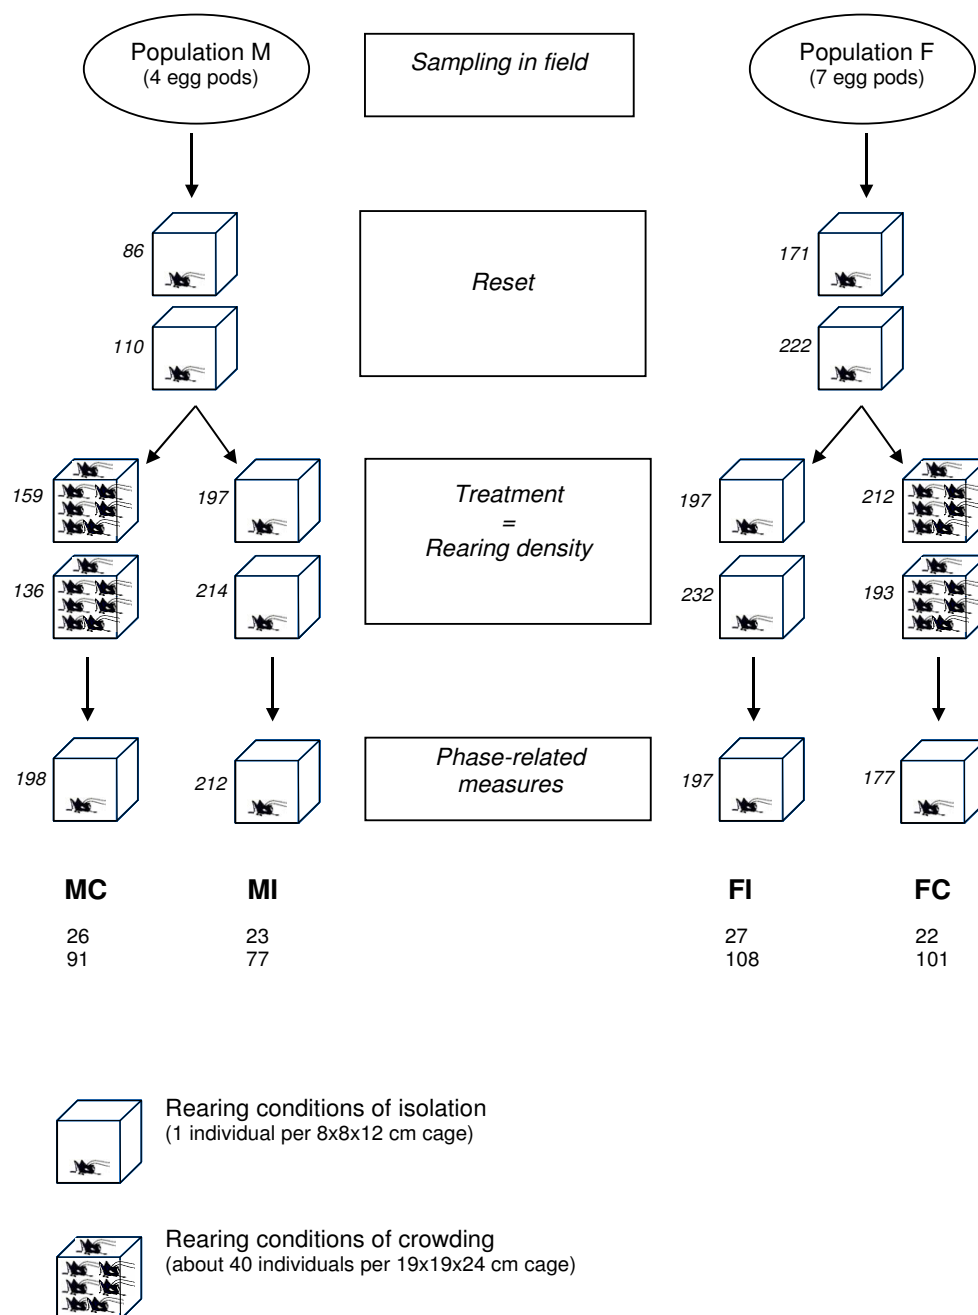 Population M
(4 egg pods)
Sampling in field
Population F
(7 egg pods)
86
Reset
171
110
222
159
197
Treatment
=
Rearing density
197
212
136
214
232
193
198
212
Phase-related
measures
197
177
MC
MI
FI
FC
26
23
27
22
91
77
108
101
Rearing conditions of isolation
(1 individual per 8x8x12 cm cage)
Rearing conditions of crowding
(about 40 individuals per 19x19x24 cm cage)